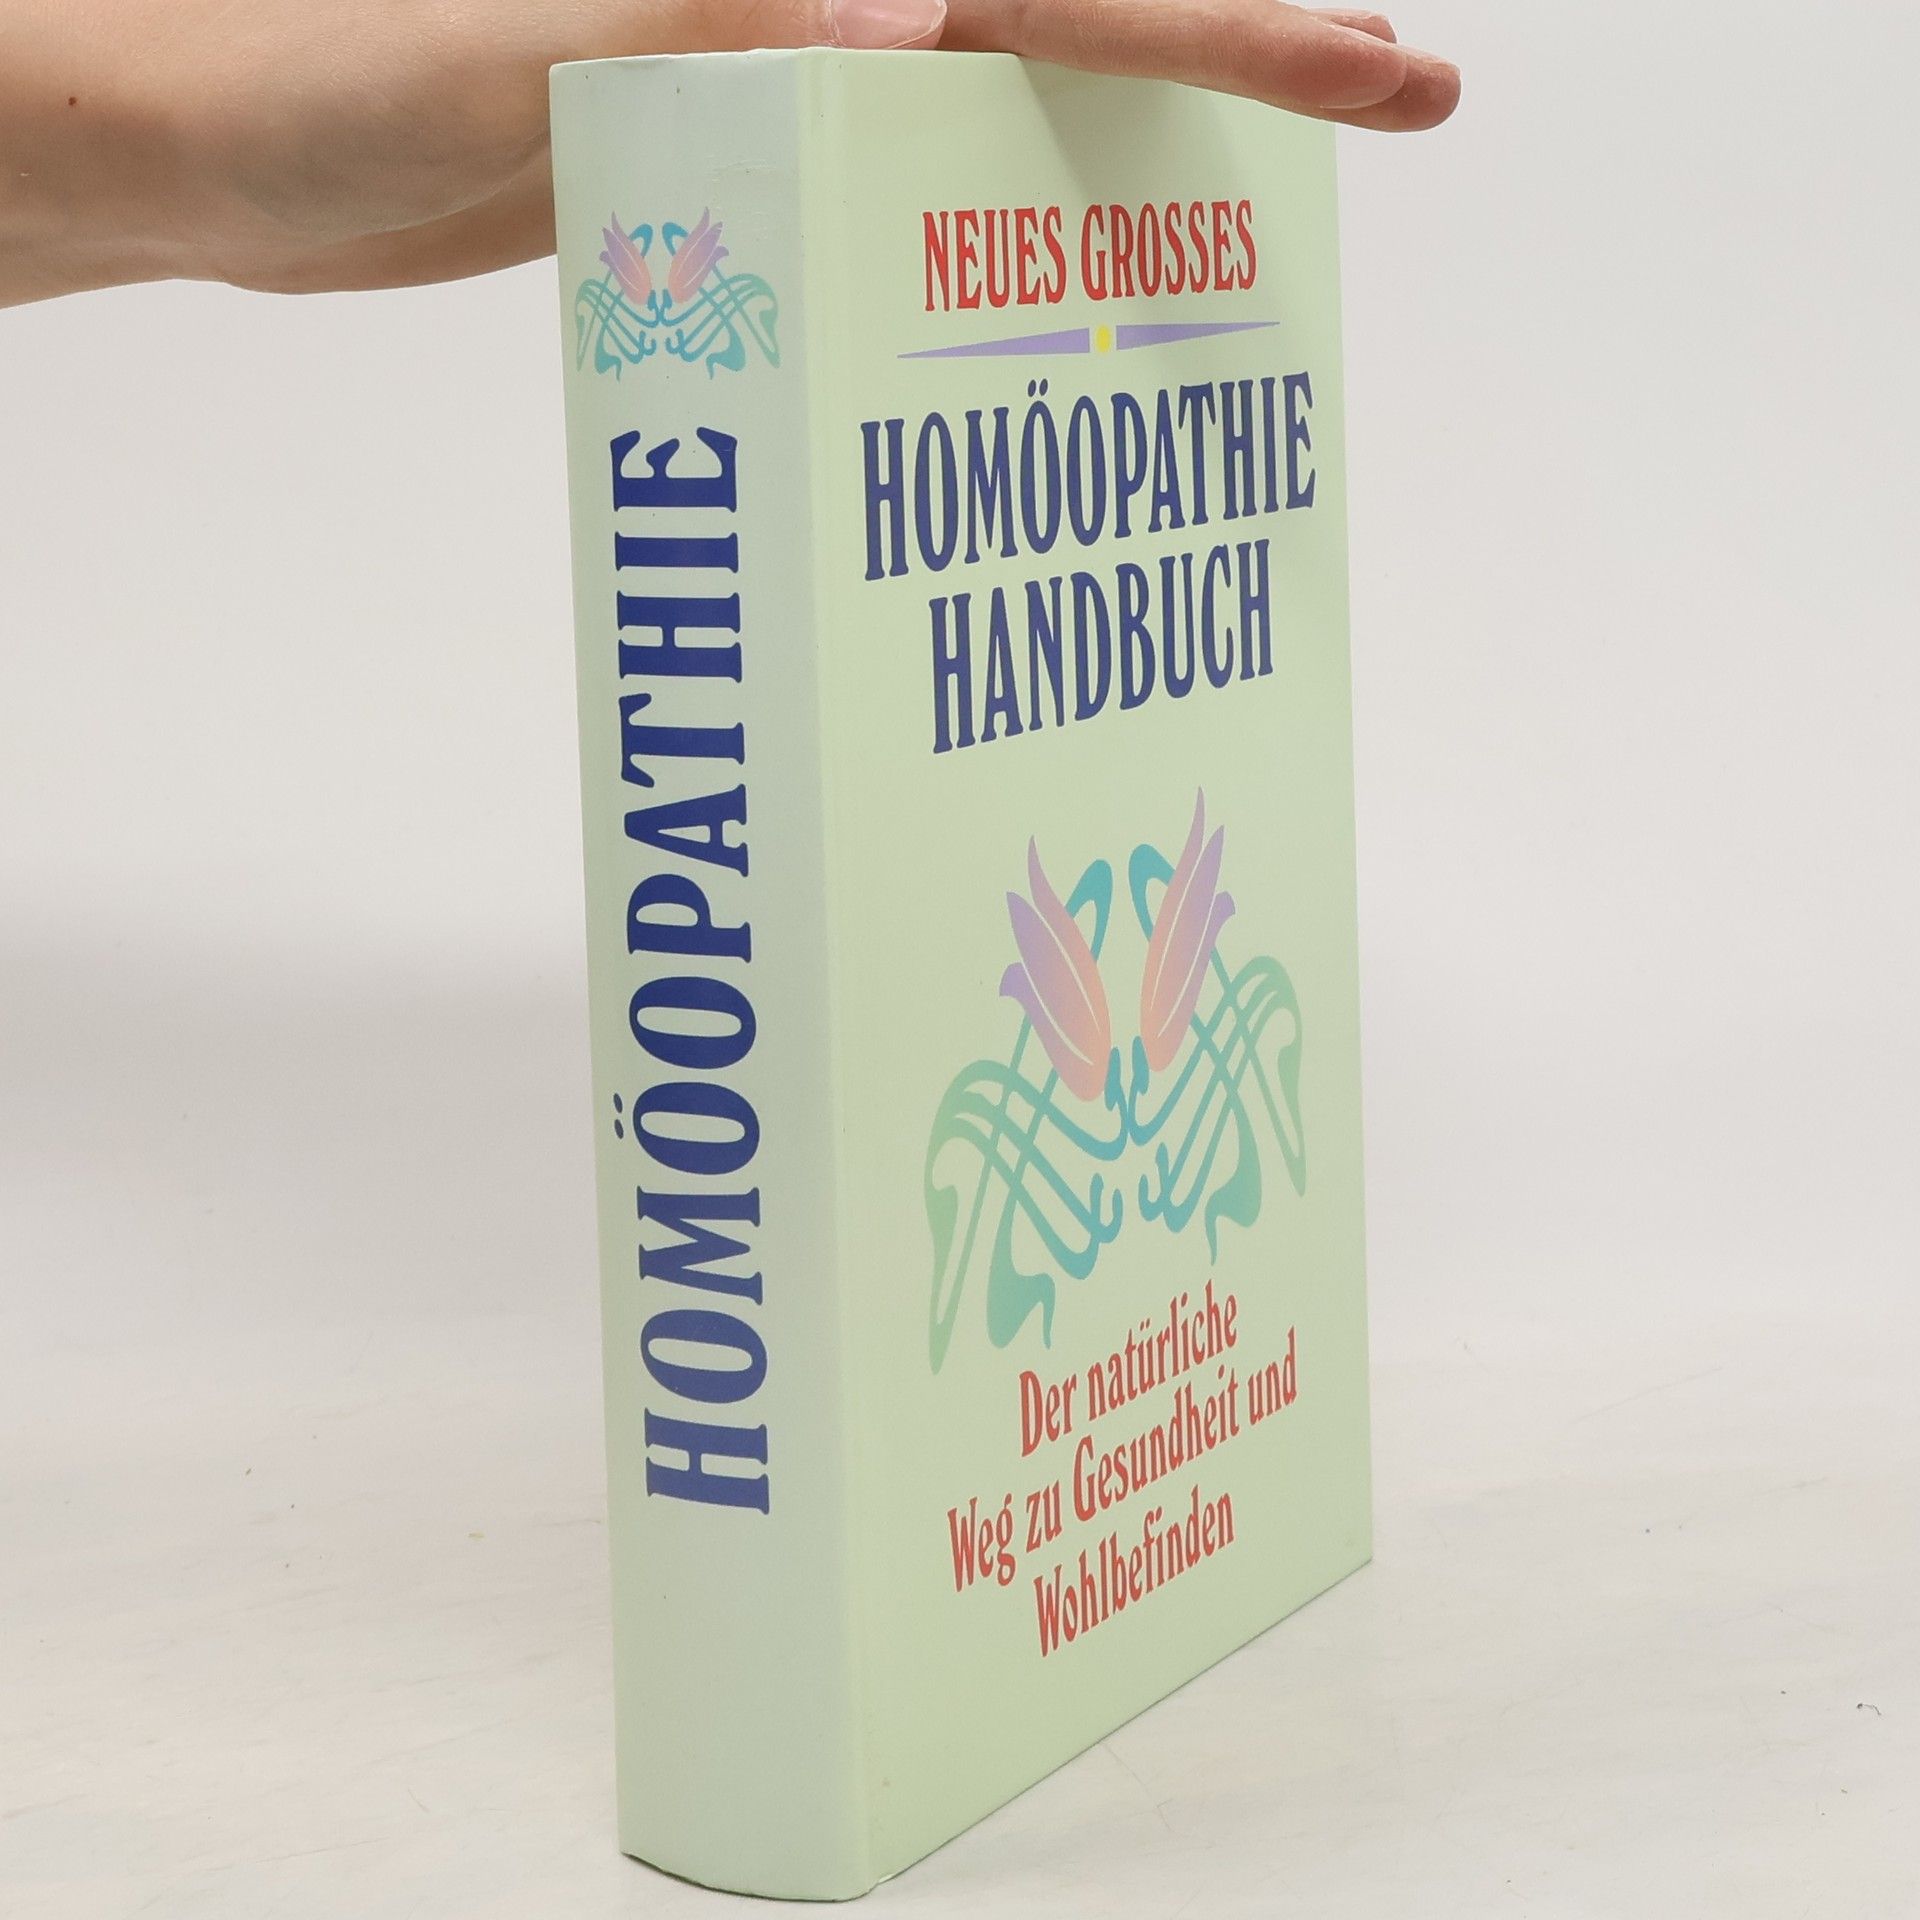 HOMÖOPATHIE
NEUES GROSSES
HOMÖOPATHIE
HANDBUCH
Der natürliche
Weg zu Gesundheit und
Wohlbefinden